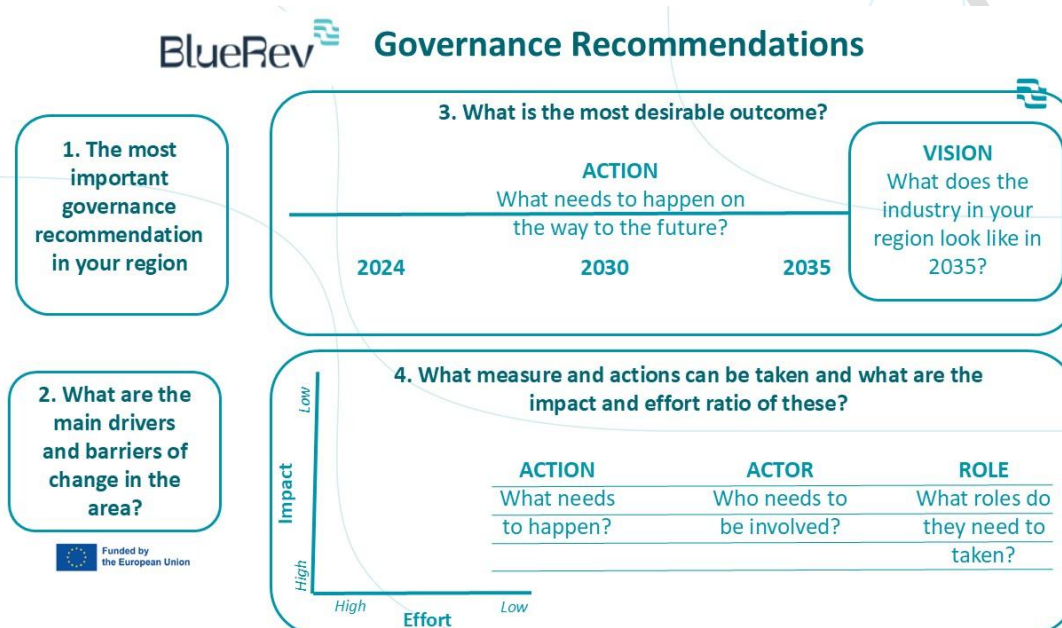 BlueRev
Governance Recommendations
1. The most
important
governance
recommendation
in your region
3. What is the most desirable outcome?
ACTION
What needs to happen on
the way to the future?
2024
2030
2035
VISION
What does the
industry in your
region look like in
2035?
2. What are the
main drivers
and barriers of
change in the
area?
Funded by
the European Union
4. What measure and actions can be taken and what are the
impact and effort ratio of these?
Low
Impact
High
High
Low
Effort
ACTION
What needs
to happen?
ACTOR
Who needs to
be involved?
ROLE
What roles do
they need to
taken?